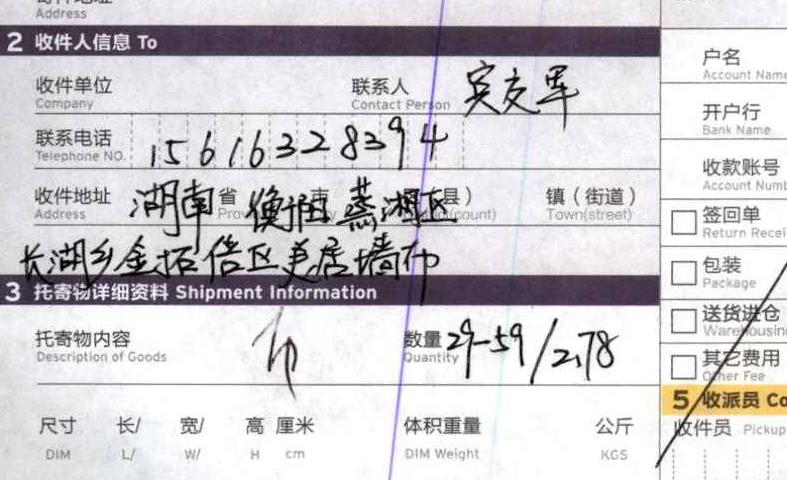 Address
2 收件人信息 To
收件单位 联系人 宾友军 户名
Company Contact Person Account Name
开户行
Bank Name
联系电话 15616328394
Telephone NO.
收款账号
Account Numb
收件地址 湖南 省 衡阳 市 蒸湘区 县） 镇（街道）
Address Prov (count) Town(street)
签回单
Return Recei
长湖乡金拓 区美居墙布
包装
Package
3 托寄物详细资料 Shipment Information
送货进仓
Warehousin
托寄物内容 布 数量 29-59/2.78
Description of Goods Quantity
其它费用
Other Fee
5 收派员 Co
尺寸 长/ 宽/ 高 厘米 体积重量 公斤
DIM L/ W/ H cm DIM Weight KGS
收件员 Pickup